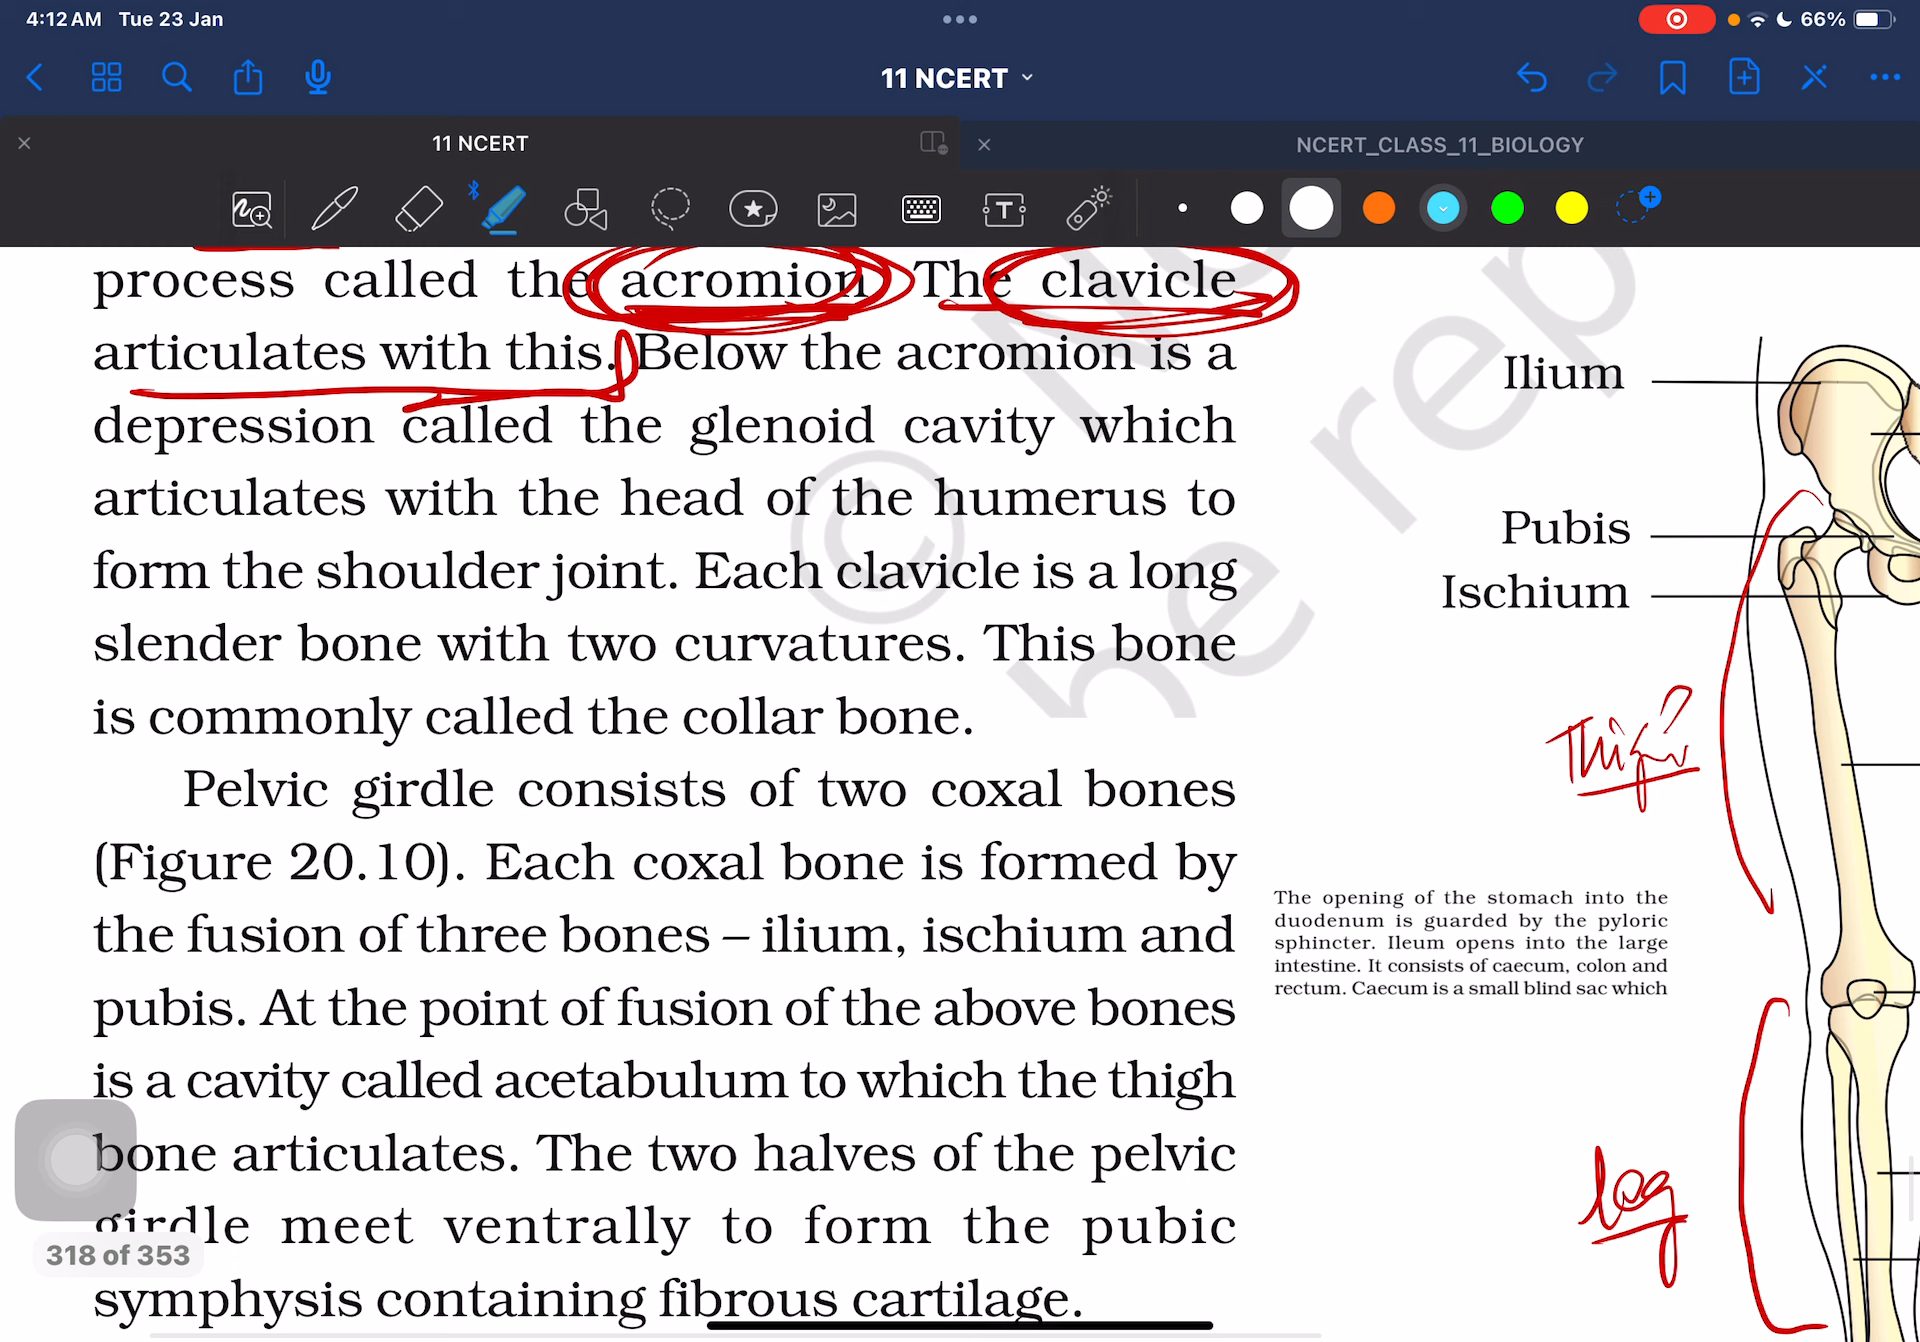 4:12 AM Tue 23 Jan
66%
11 NCERT
11 NCERT
NCERT_CLASS_11_BIOLOGY
process called the acromion The clavicle
articulates with this. Below the acromion is a
depression called the glenoid cavity which
articulates with the head of the humerus to
form the shoulder joint. Each clavicle is a long
slender bone with two curvatures. This bone
is commonly called the collar bone.
Pelvic girdle consists of two coxal bones
(Figure 20.10). Each coxal bone is formed by
the fusion of three bones – ilium, ischium and
pubis. At the point of fusion of the above bones
is a cavity called acetabulum to which the thigh
bone articulates. The two halves of the pelvic
girdle meet ventrally to form the pubic
symphysis containing fibrous cartilage.
318 of 353
Ilium
Pubis
Ischium
Thigh
The opening of the stomach into the
duodenum is guarded by the pyloric
sphincter. Ileum opens into the large
intestine. It consists of caecum, colon and
rectum. Caecum is a small blind sac which
leg
©
be rep